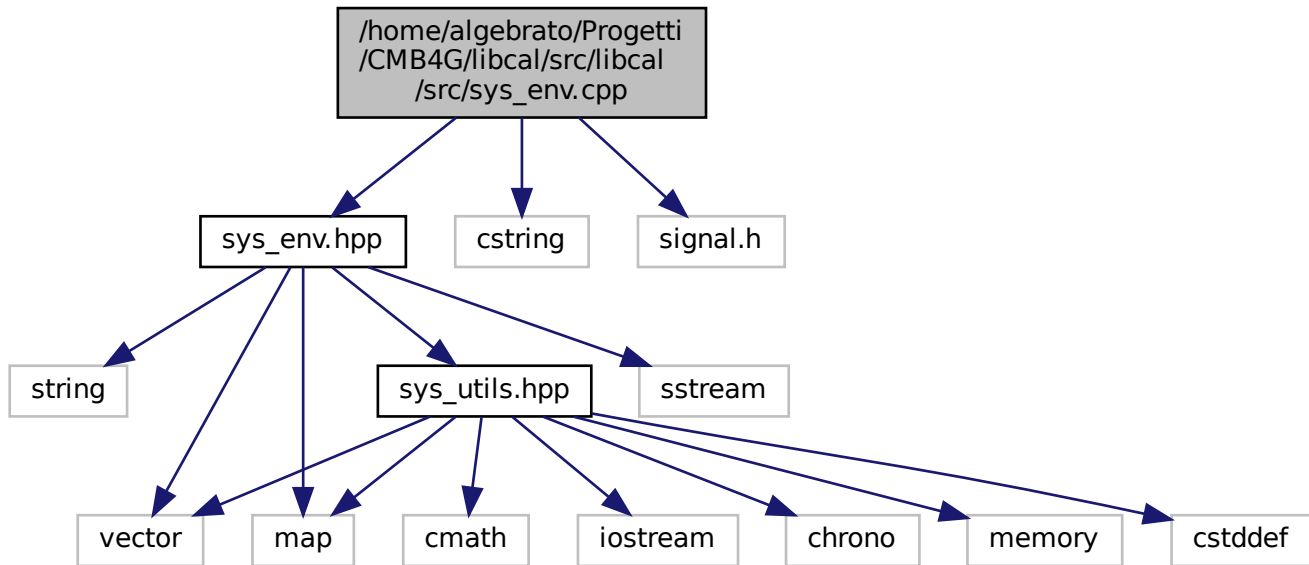 /home/algebrato/Progetti
/CMB4G/libcal/src/libcal
/src/sys_env.cpp
sys_env.hpp
cstring
signal.h
string
sys_utils.hpp
sstream
vector
map
cmath
iostream
chrono
memory
cstddef